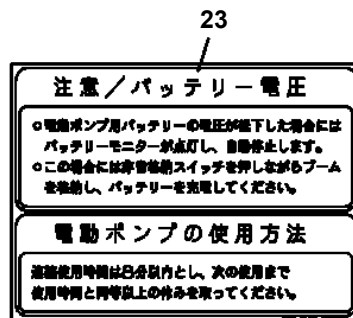 23
注意／バッテリー電圧
○電動ポンプ用バッテリーの電圧が低下した場合には
バッテリーモニターが点灯し、自動停止します。
○この場合には非常格納スイッチを押しながらブーム
を格納し、バッテリーを充電してください。
電動ポンプの使用方法
連続使用時間は8分以内とし、次の使用まで
使用時間と同等以上の休みを取ってください。